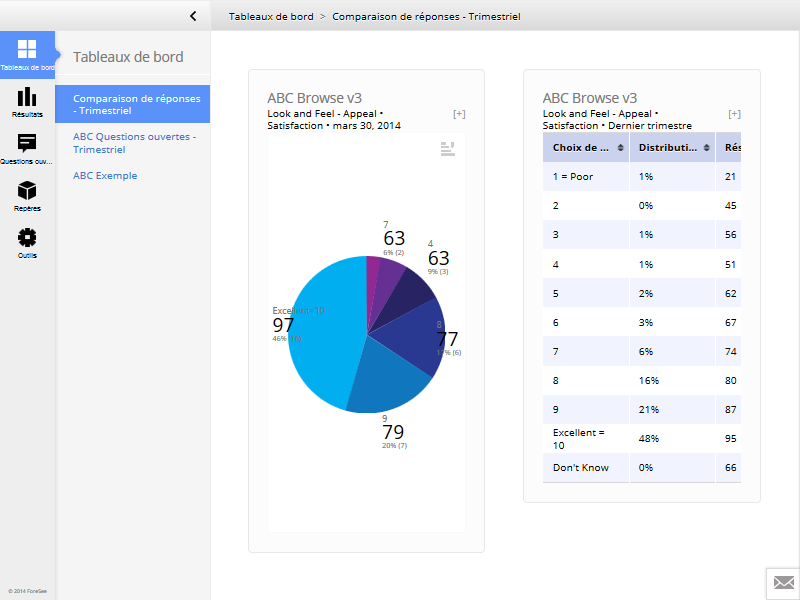 Tableaux de bord > Comparaison de réponses - Trimestriel
Tableaux de bord
Résultats
Questions ouv...
Repères
Outils
© 2014 ForeSee
Tableaux de bord
Comparaison de réponses
- Trimestriel
ABC Questions ouvertes -
Trimestriel
ABC Exemple
ABC Browse v3
Look and Feel - Appeal •
Satisfaction • mars 30, 2014
[+]
7
63
6% (2)
4
63
9% (3)
Excellent=10
97
46% (16)
8
77
(6)
9
79
20% (7)
ABC Browse v3
Look and Feel - Appeal •
Satisfaction • Dernier trimestre
[+]
Choix de ... Distributi... Rés
1 = Poor 1% 21
2 0% 45
3 1% 56
4 1% 51
5 2% 62
6 3% 67
7 6% 74
8 16% 80
9 21% 87
Excellent =
10 48% 95
Don't Know 0% 66